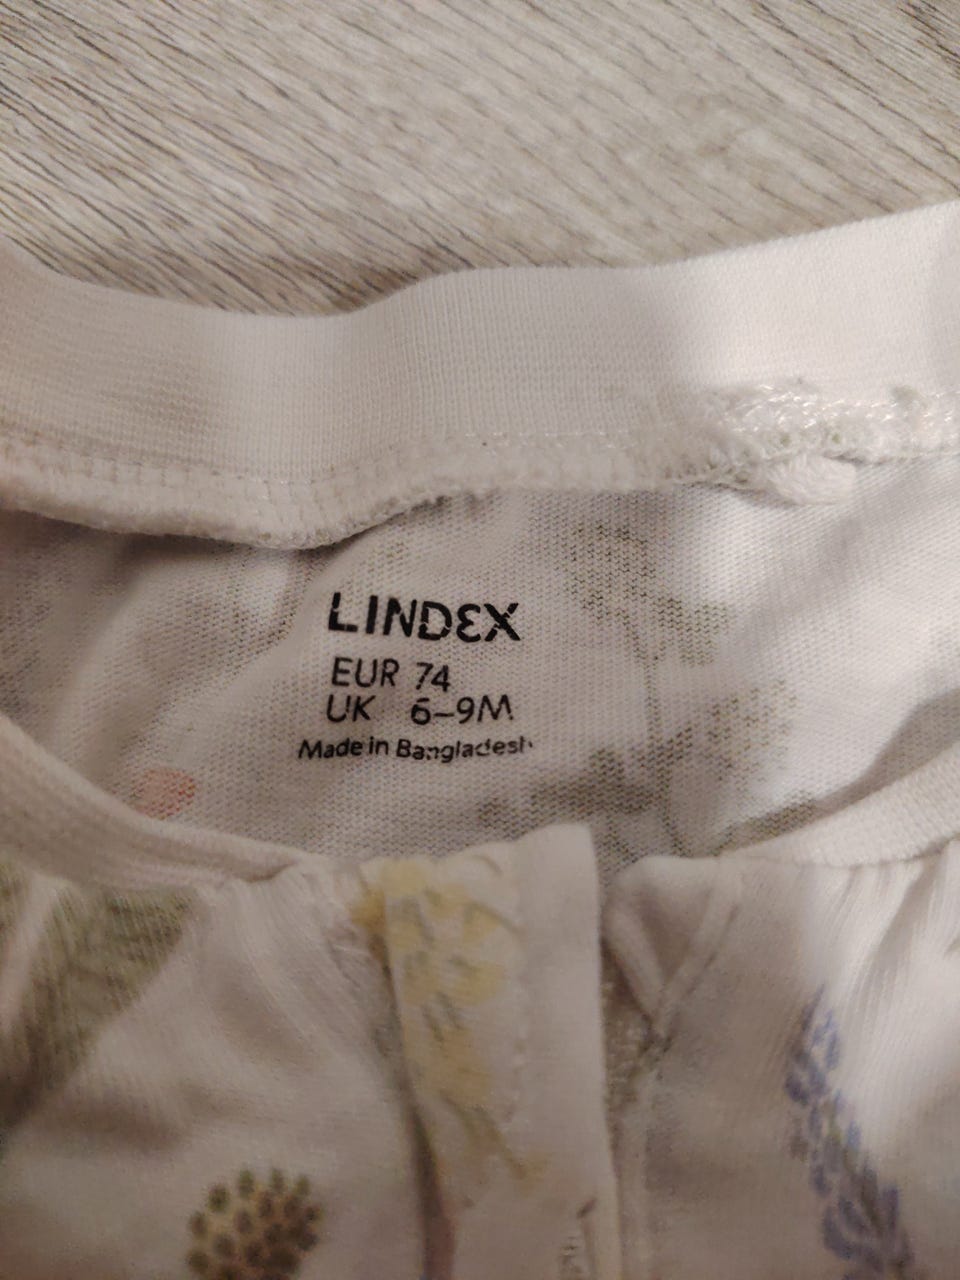 LINDEX
EUR 74
UK 6-9M
Made in Bangladesh